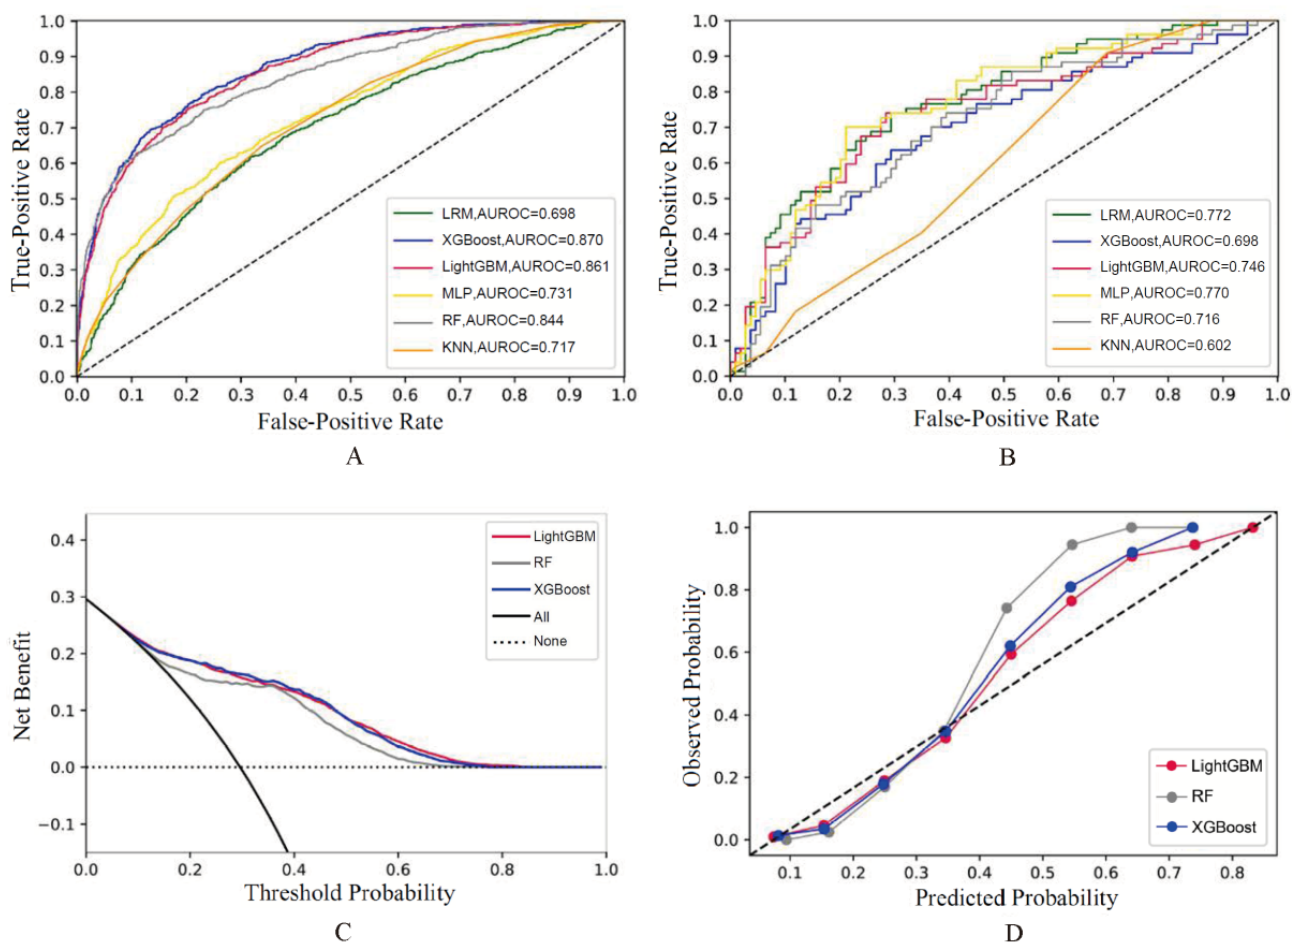 1.0
0.9
0.8
0.7
0.6
0.5
0.4
0.3
0.2
0.1
0.0
True-Positive Rate
0.0 0.1 0.2 0.3 0.4 0.5 0.6 0.7 0.8 0.9 1.0
False-Positive Rate
LRM,AUROC=0.698
XGBoost,AUROC=0.870
LightGBM,AUROC=0.861
MLP,AUROC=0.731
RF,AUROC=0.844
KNN,AUROC=0.717
A
1.0
0.9
0.8
0.7
0.6
0.5
0.4
0.3
0.2
0.1
0.0
True-Positive Rate
0.0 0.1 0.2 0.3 0.4 0.5 0.6 0.7 0.8 0.9 1.0
False-Positive Rate
LRM,AUROC=0.772
XGBoost,AUROC=0.698
LightGBM,AUROC=0.746
MLP,AUROC=0.770
RF,AUROC=0.716
KNN,AUROC=0.602
B
0.4
0.3
0.2
0.1
0.0
−0.1
Net Benefit
0.0 0.2 0.4 0.6 0.8 1.0
Threshold Probability
LightGBM
RF
XGBoost
All
None
C
1.0
0.8
0.6
0.4
0.2
0.0
Observed Probability
0.1 0.2 0.3 0.4 0.5 0.6 0.7 0.8
Predicted Probability
LightGBM
RF
XGBoost
D